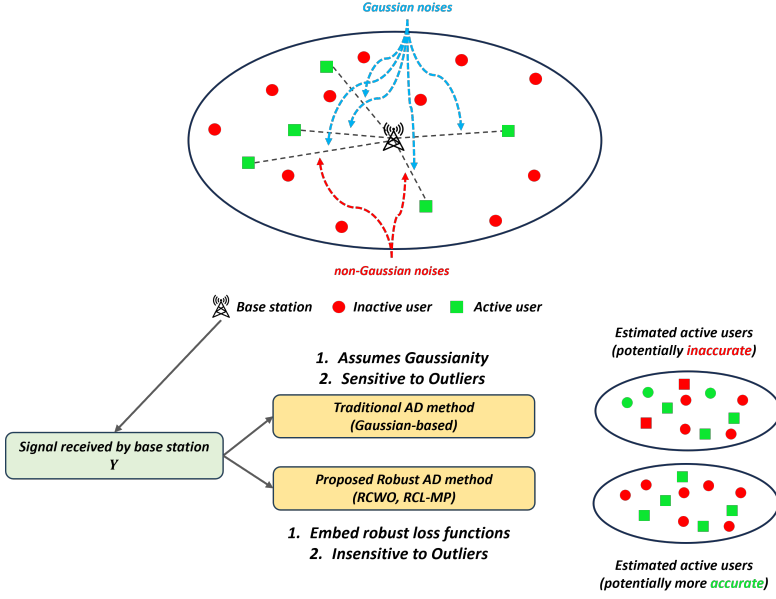 Gaussian noises
non-Gaussian noises
Base station
Inactive user
Active user
Estimated active users
(potentially inaccurate)
1. Assumes Gaussianity
2. Sensitive to Outliers
Traditional AD method
(Gaussian-based)
Signal received by base station
Y
Proposed Robust AD method
(RCWO, RCL-MP)
1. Embed robust loss functions
2. Insensitive to Outliers
Estimated active users
(potentially more accurate)